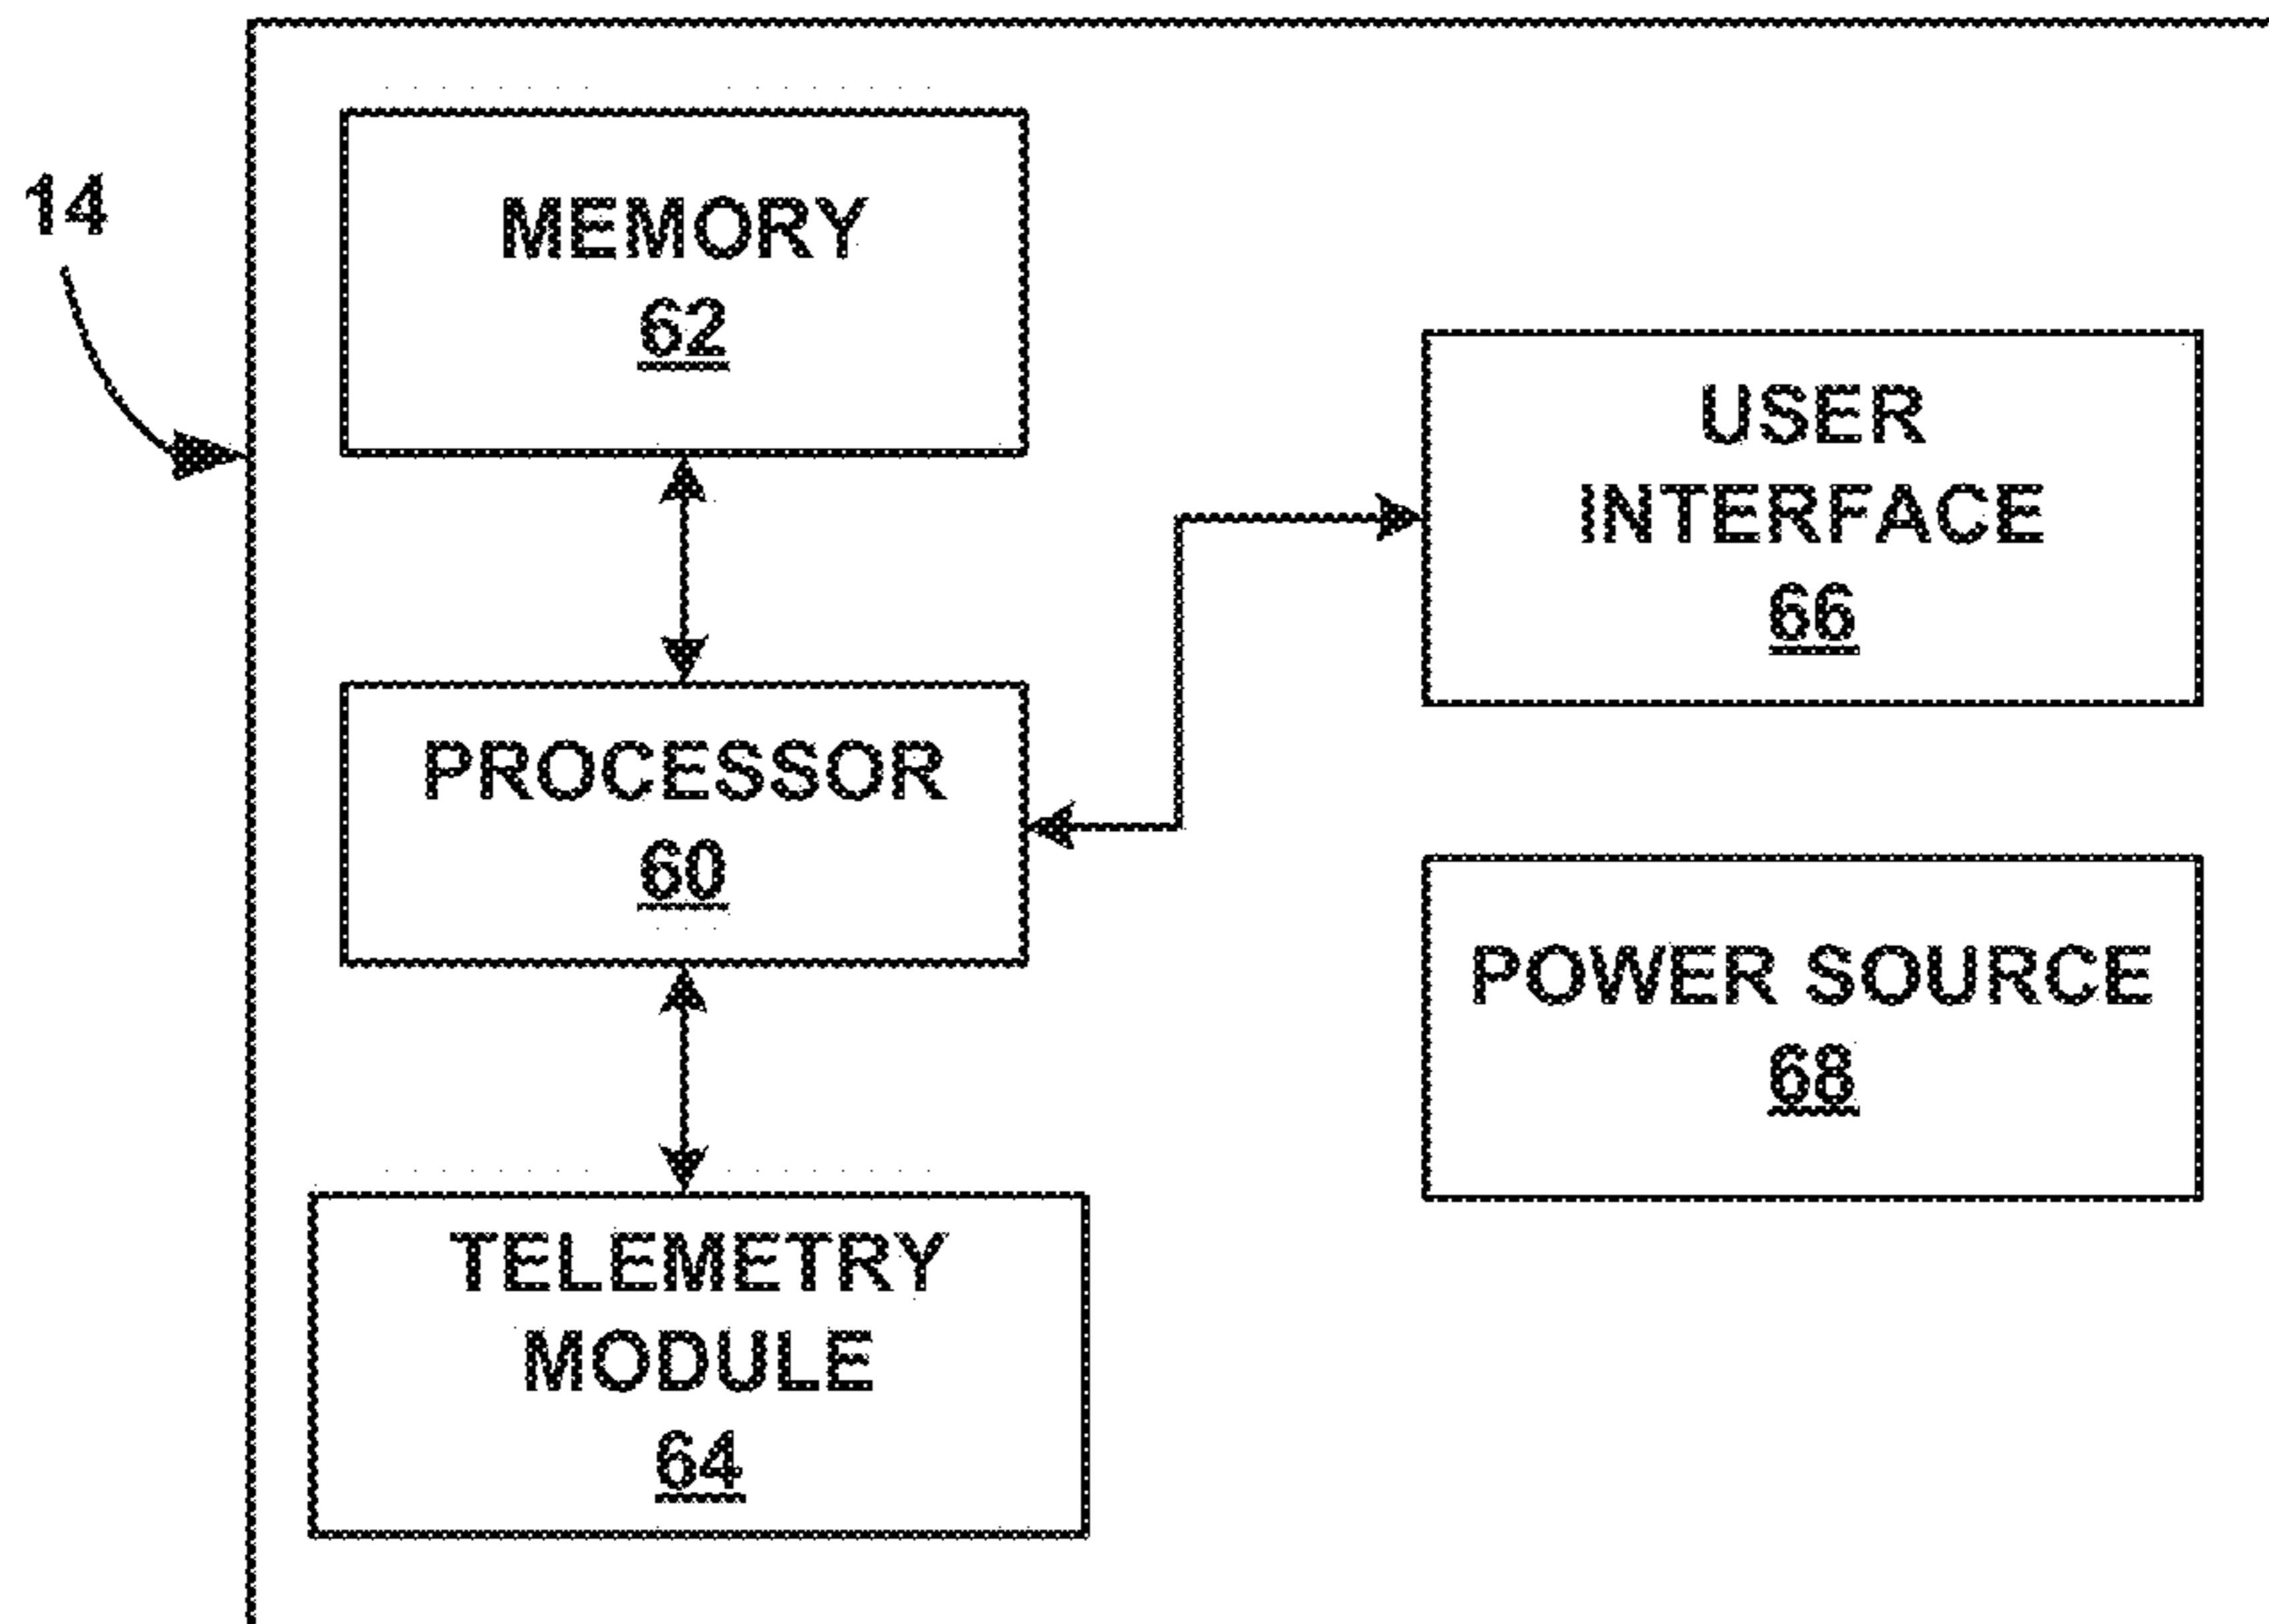 14
MEMORY
62
USER
INTERFACE
66
PROCESSOR
60
POWER SOURCE
68
TELEMETRY
MODULE
64